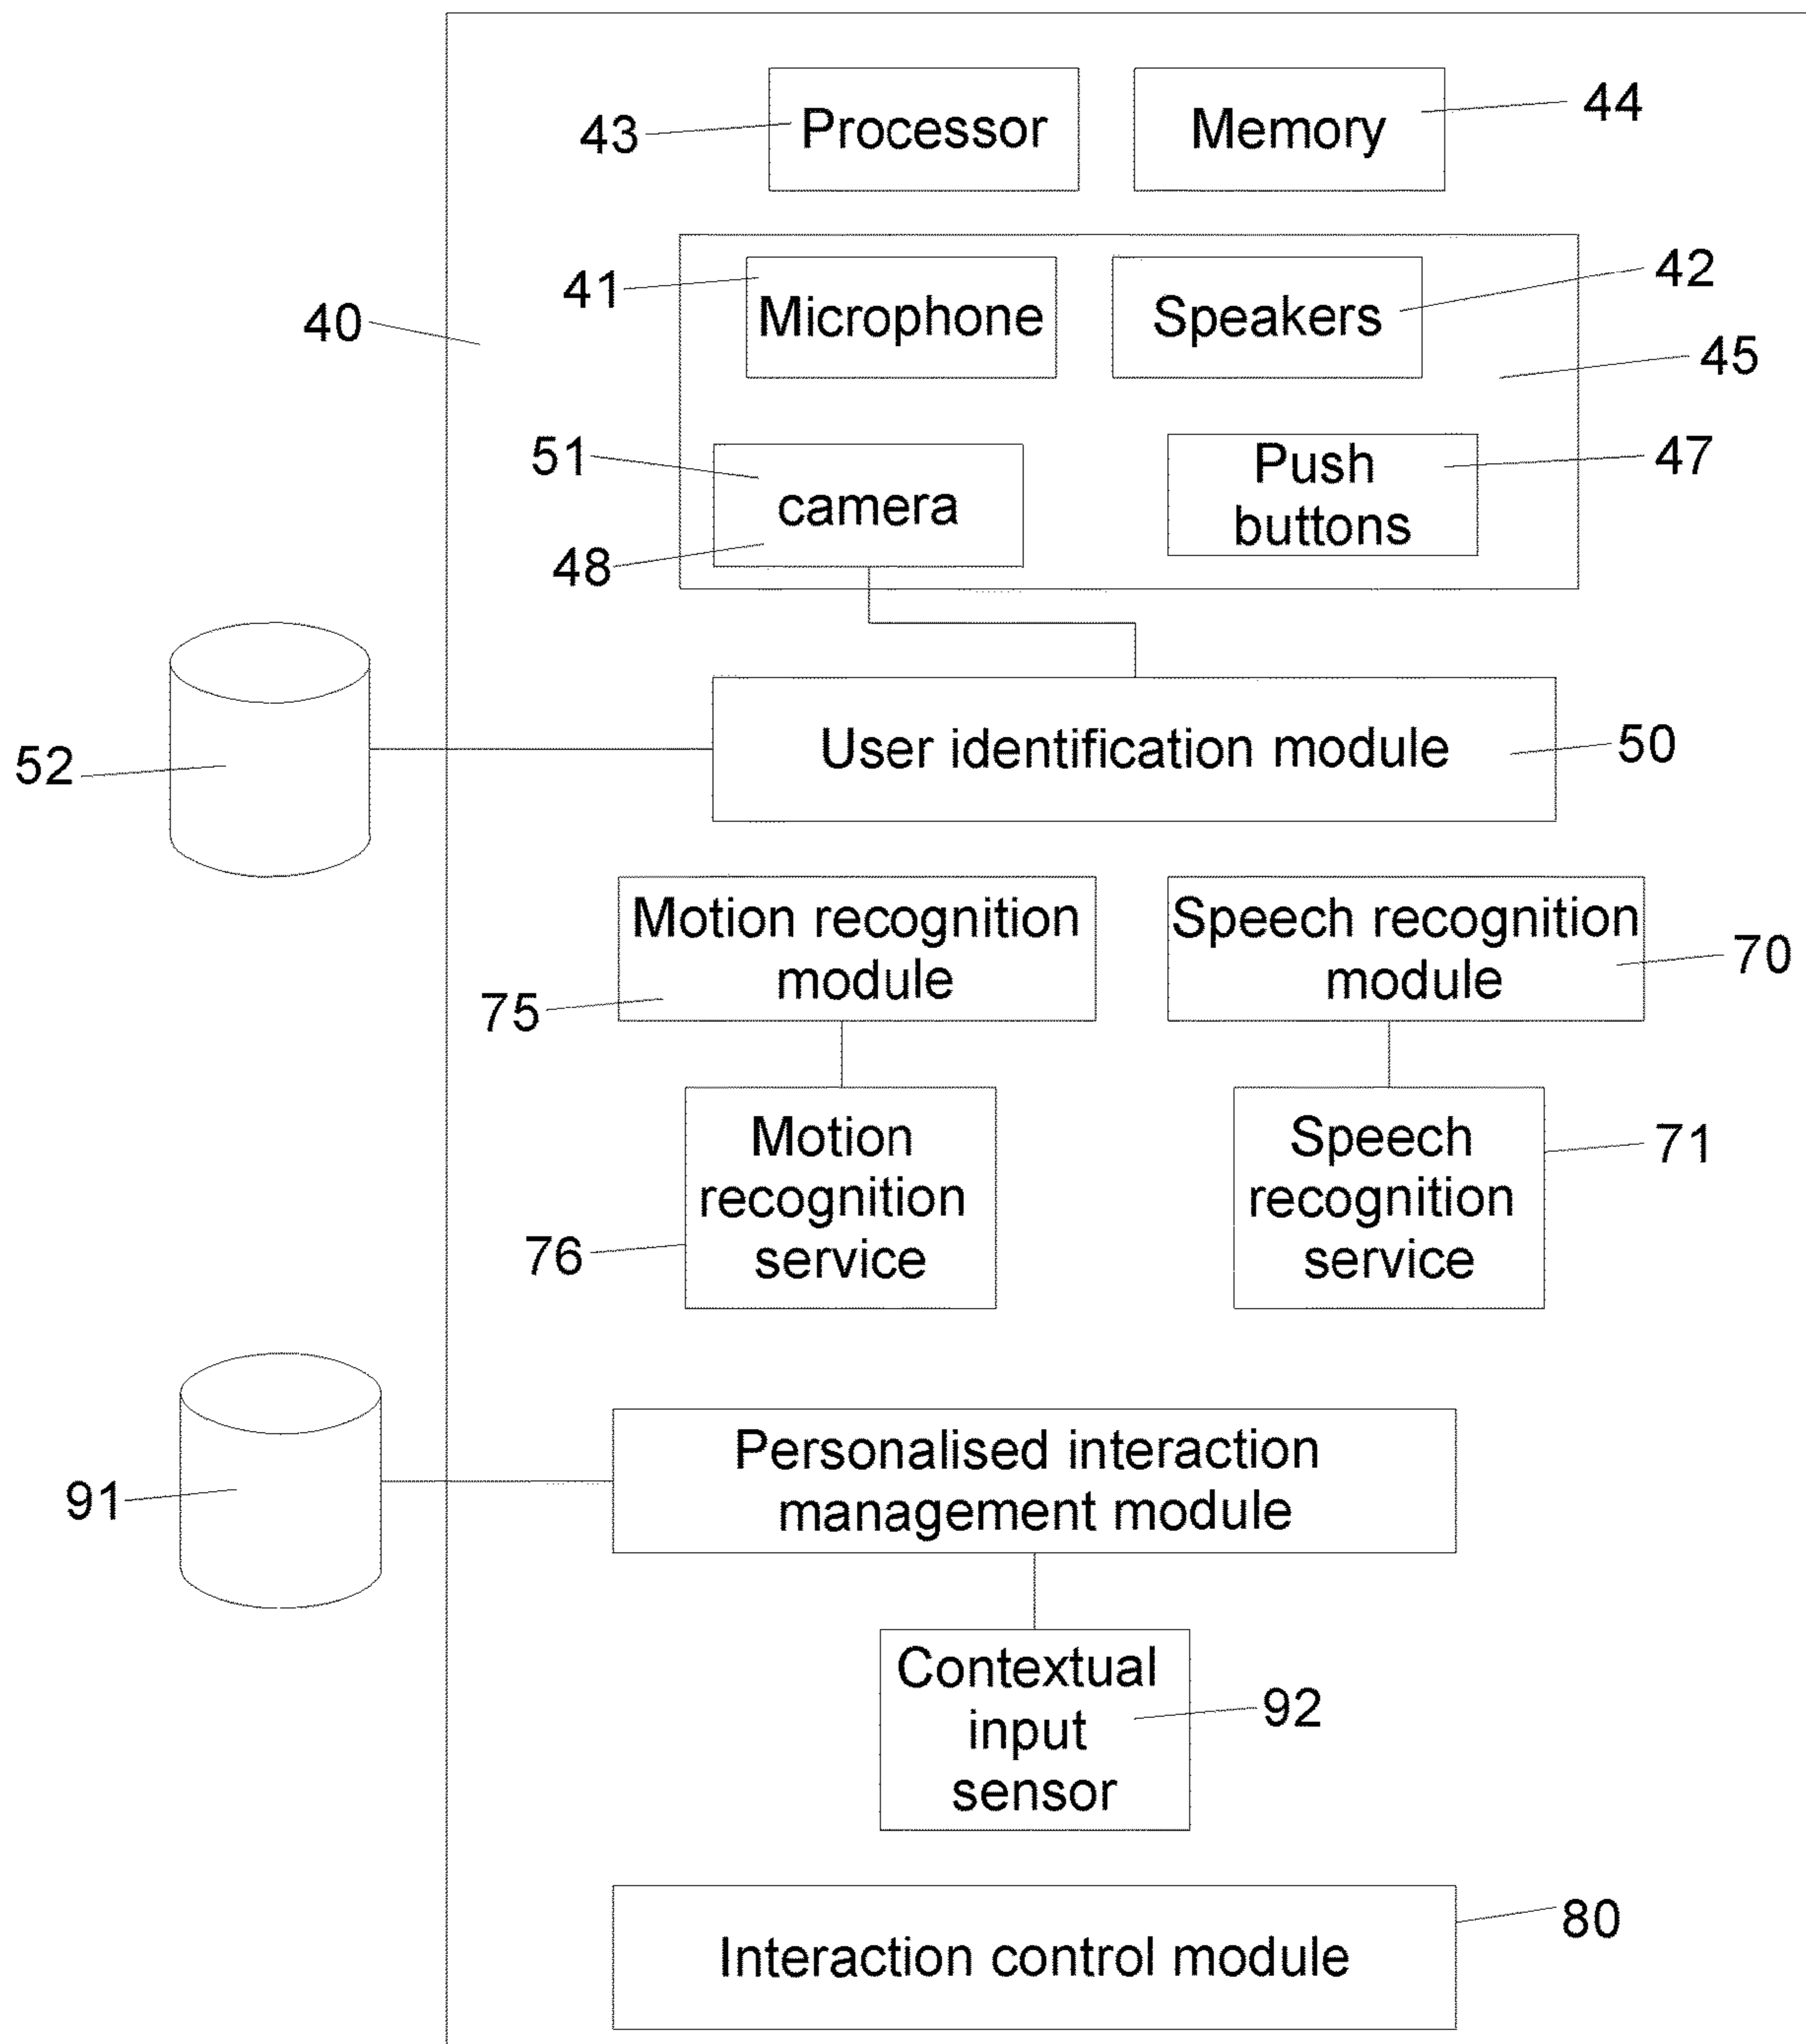 43
Processor
Memory
44
41
Microphone
Speakers
42
40
45
51
camera
48
Push
buttons
47
52
User identification module
50
Motion recognition
module
75
Speech recognition
module
70
Motion
recognition
service
76
Speech
recognition
service
71
91
Personalised interaction
management module
Contextual
input
sensor
92
80
Interaction control module